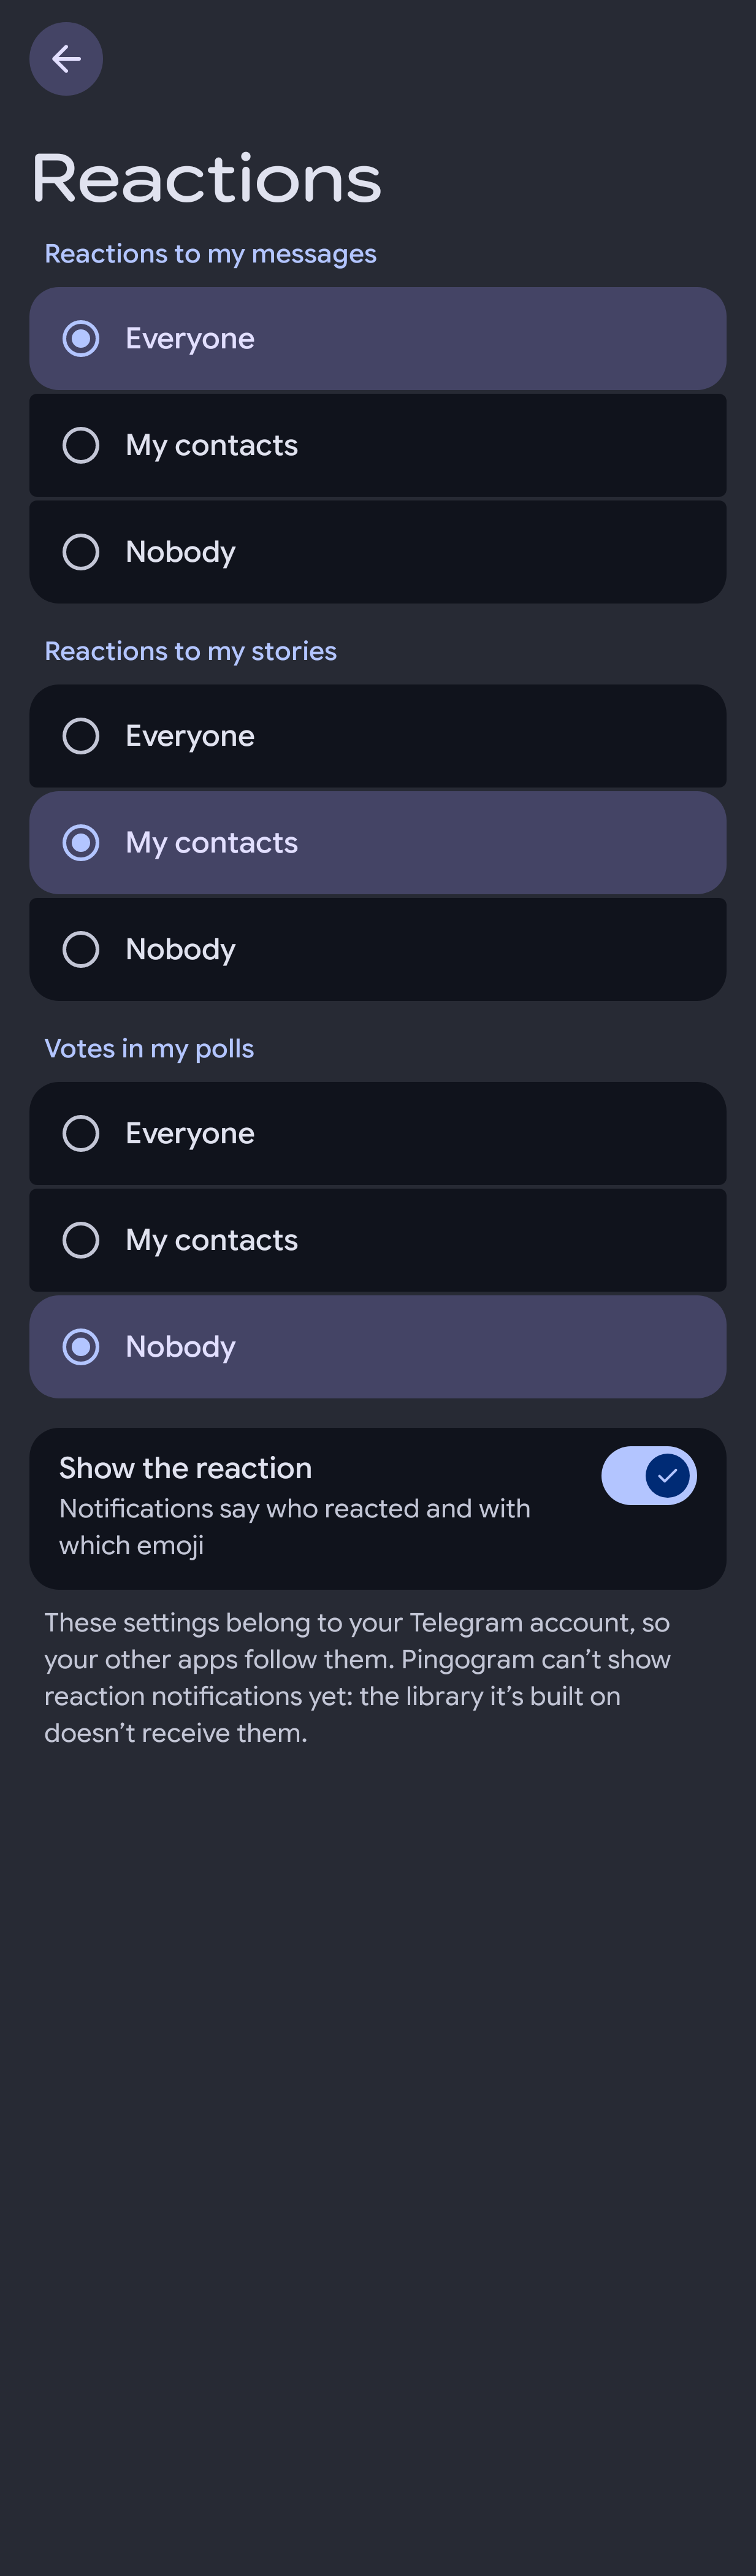 Reactions
Reactions to my messages
Everyone
My contacts
Nobody
Reactions to my stories
Everyone
My contacts
Nobody
Votes in my polls
Everyone
My contacts
Nobody
Show the reaction
Notifications say who reacted and with
which emoji
These settings belong to your Telegram account, so
your other apps follow them. Pingogram can’t show
reaction notifications yet: the library it’s built on
doesn’t receive them.